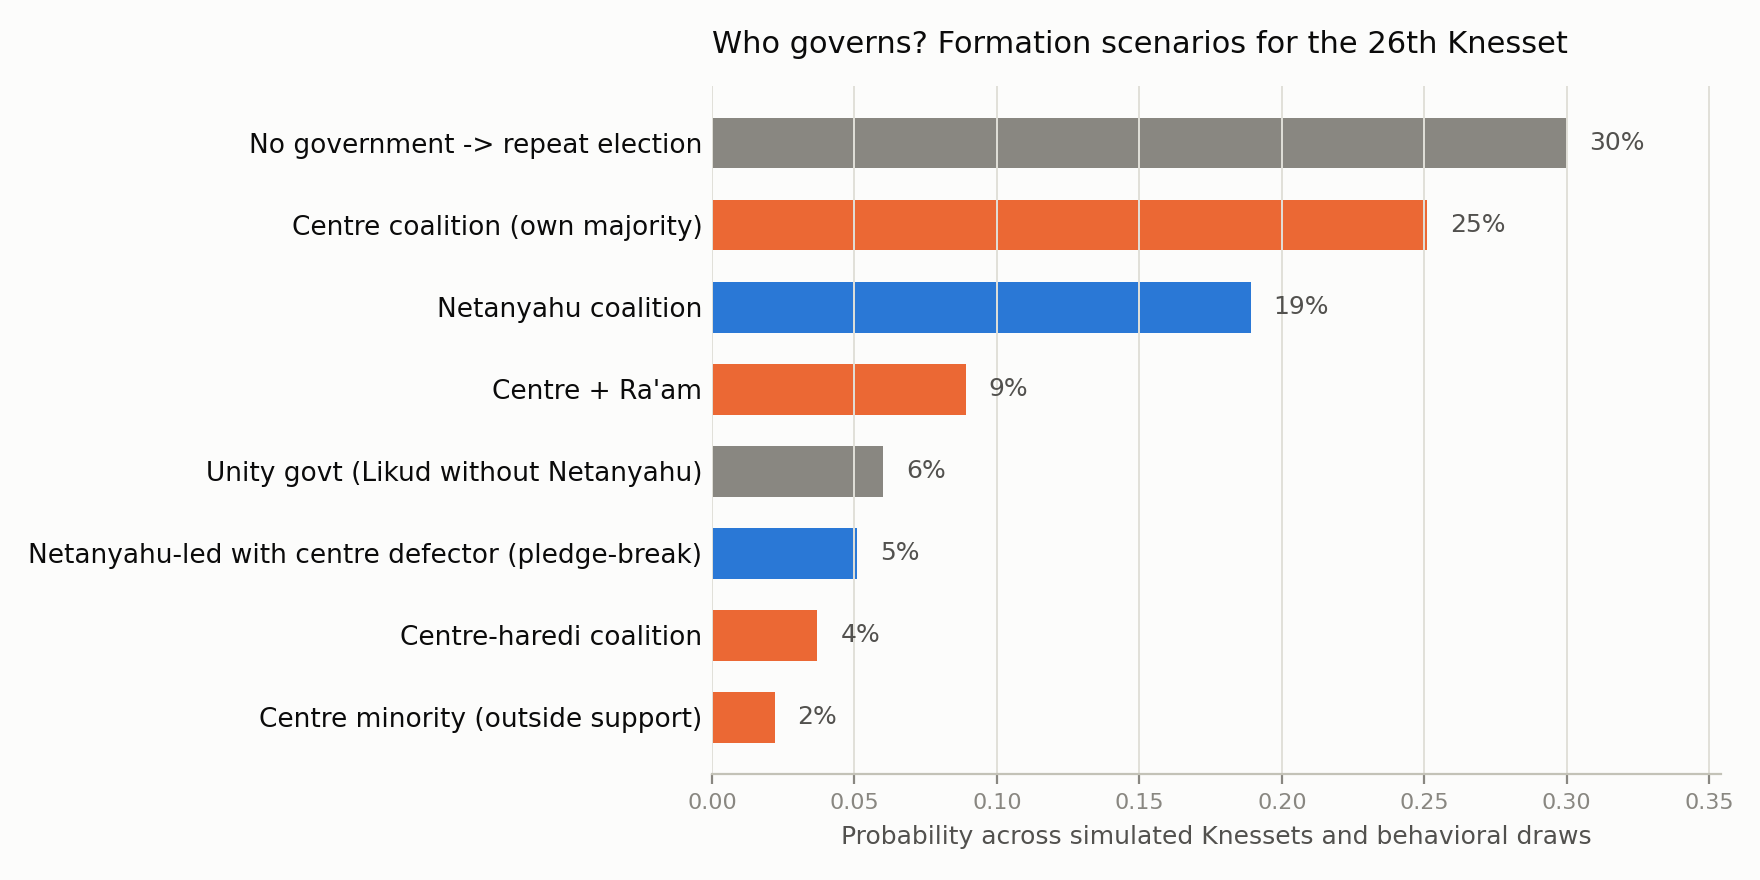 Who governs? Formation scenarios for the 26th Knesset
No government -> repeat election
30%
Centre coalition (own majority)
25%
Netanyahu coalition
19%
Centre + Ra'am
9%
Unity govt (Likud without Netanyahu)
6%
Netanyahu-led with centre defector (pledge-break)
5%
Centre-haredi coalition
4%
Centre minority (outside support)
2%
0.00 0.05 0.10 0.15 0.20 0.25 0.30 0.35
Probability across simulated Knessets and behavioral draws